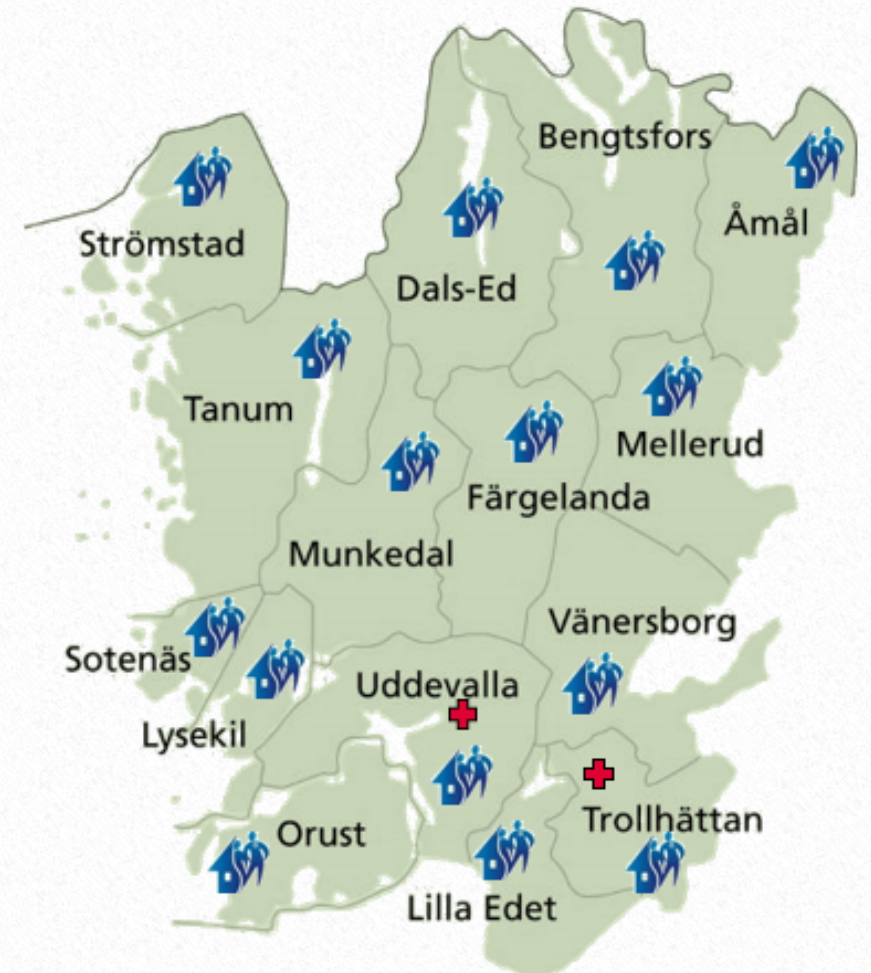 Bengtsfors
Åmål
Strömstad
Dals-Ed
Tanum
Mellerud
Färgelanda
Munkedal
Vänersborg
Sotenäs
Uddevalla
Lysekil
Trollhättan
Orust
Lilla Edet